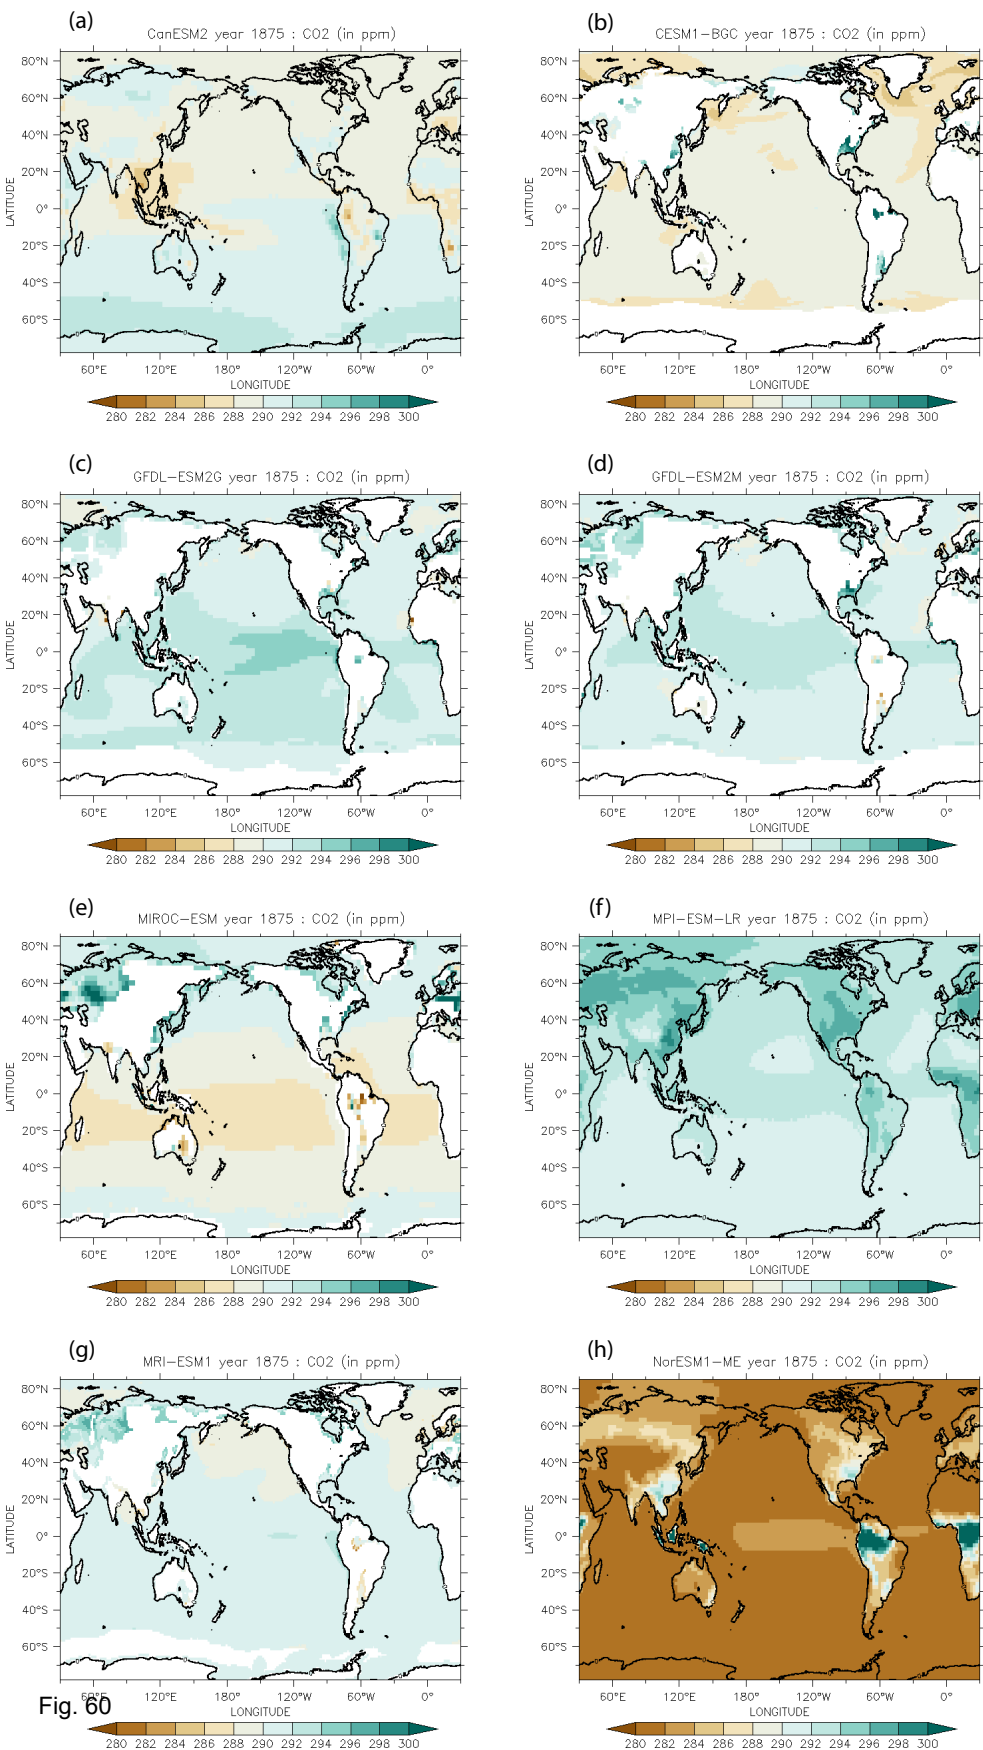 (a)
CanESM2 year 1875 : CO2 (in ppm)
80°N
60°N
40°N
20°N
0°
20°S
40°S
60°S
LATITUDE
60°E 120°E 180° 120°W 60°W 0°
LONGITUDE
280 282 284 286 288 290 292 294 296 298 300
(b)
CESM1-BGC year 1875 : CO2 (in ppm)
80°N
60°N
40°N
20°N
0°
20°S
40°S
60°S
LATITUDE
60°E 120°E 180° 120°W 60°W 0°
LONGITUDE
280 282 284 286 288 290 292 294 296 298 300
(c)
GFDL-ESM2G year 1875 : CO2 (in ppm)
80°N
60°N
40°N
20°N
0°
20°S
40°S
60°S
LATITUDE
60°E 120°E 180° 120°W 60°W 0°
LONGITUDE
280 282 284 286 288 290 292 294 296 298 300
(d)
GFDL-ESM2M year 1875 : CO2 (in ppm)
80°N
60°N
40°N
20°N
0°
20°S
40°S
60°S
LATITUDE
60°E 120°E 180° 120°W 60°W 0°
LONGITUDE
280 282 284 286 288 290 292 294 296 298 300
(e)
MIROC-ESM year 1875 : CO2 (in ppm)
80°N
60°N
40°N
20°N
0°
20°S
40°S
60°S
LATITUDE
60°E 120°E 180° 120°W 60°W 0°
LONGITUDE
280 282 284 286 288 290 292 294 296 298 300
(f)
MPI-ESM-LR year 1875 : CO2 (in ppm)
80°N
60°N
40°N
20°N
0°
20°S
40°S
60°S
LATITUDE
60°E 120°E 180° 120°W 60°W 0°
LONGITUDE
280 282 284 286 288 290 292 294 296 298 300
(g)
MRI-ESM1 year 1875 : CO2 (in ppm)
80°N
60°N
40°N
20°N
0°
20°S
40°S
60°S
LATITUDE
60°E 120°E 180° 120°W 60°W 0°
LONGITUDE
280 282 284 286 288 290 292 294 296 298 300
(h)
NorESM1-ME year 1875 : CO2 (in ppm)
80°N
60°N
40°N
20°N
0°
20°S
40°S
60°S
LATITUDE
60°E 120°E 180° 120°W 60°W 0°
LONGITUDE
280 282 284 286 288 290 292 294 296 298 300
Fig. 60